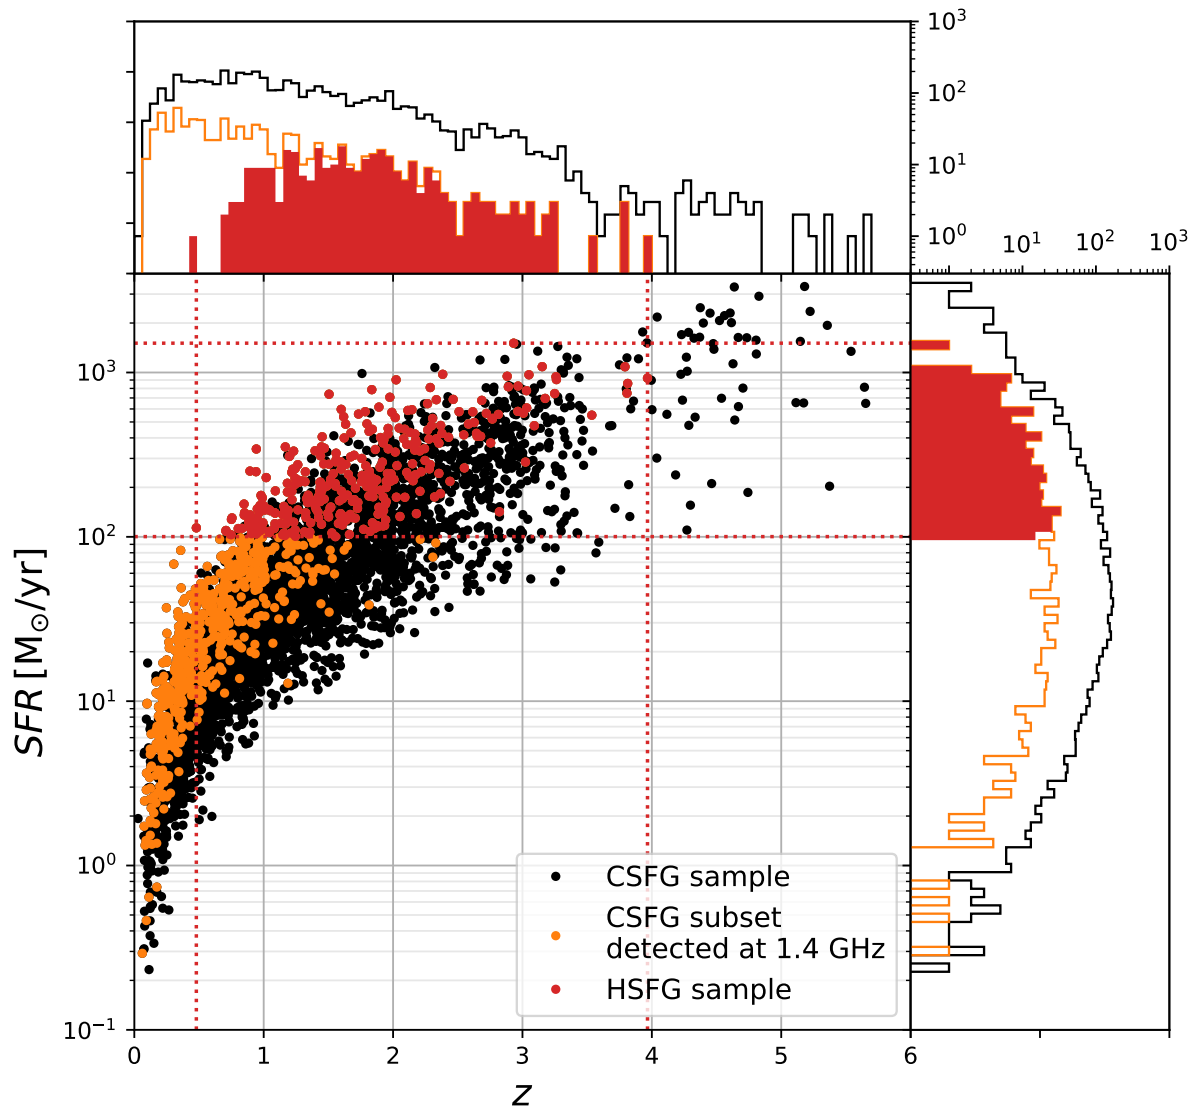 10³
10²
10¹
10⁰
10¹ 10² 10³
10³
10²
10¹
10⁰
10⁻¹
SFR [M☉/yr]
CSFG sample
CSFG subset
detected at 1.4 GHz
HSFG sample
0 1 2 3 4 5 6
z